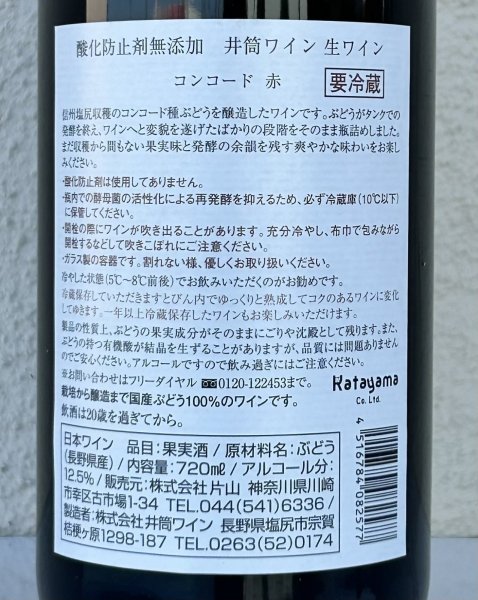 酸化防止剤無添加　井筒ワイン 生ワイン
コンコード 赤　要冷蔵
信州塩尻収穫のコンコード種ぶどうを醸造したワインです。ぶどうがタンクでの
発酵を終え、ワインへと変貌を遂げたばかりの段階をそのまま瓶詰めしました。
まだ収穫から間もない果実味と発酵の余韻を残す爽やかな味わいをお楽し
みください。
・酸化防止剤は使用してありません。
・瓶内での酵母菌の活性化による再発酵を抑えるため、必ず冷蔵庫(10℃以下)
に保管してください。
・開栓の際にワインが吹き出ることがあります。充分冷やし、布巾で包みながら
開栓するなどして吹きこぼれにご注意ください。
・ガラス製の容器です。割れない様、優しくお取り扱いください。
冷やした状態(5℃〜8℃前後)でお飲みいただくのがお勧めです。
冷蔵保存していただきますとびん内でゆっくりと熟成してコクのあるワインに変化
してゆきます。一年以上冷蔵保存したワインもお楽しみいただけます。
製品の性質上、ぶどうの果実成分がそのままにごりや沈殿として残ります。また、
ぶどうの持つ有機酸が結晶を生ずることがありますが、品質には問題ありません
のでご安心ください。アルコールですので飲み過ぎにはご注意ください。
※お問い合わせはフリーダイヤル 0120-122453まで。
栽培から醸造まで国産ぶどう100%のワインです。
飲酒は20歳を過ぎてから。
Katayama
Co. Ltd.
日本ワイン　品目:果実酒 / 原材料名:ぶどう
(長野県産) / 内容量:720mℓ / アルコール分:
12.5% / 販売元:株式会社片山 神奈川県川崎
市幸区古市場1-34 TEL.044(541)6336 /
製造者:株式会社井筒ワイン 長野県塩尻市宗賀
桔梗ヶ原1298-187 TEL.0263(52)0174
4 516784 082577